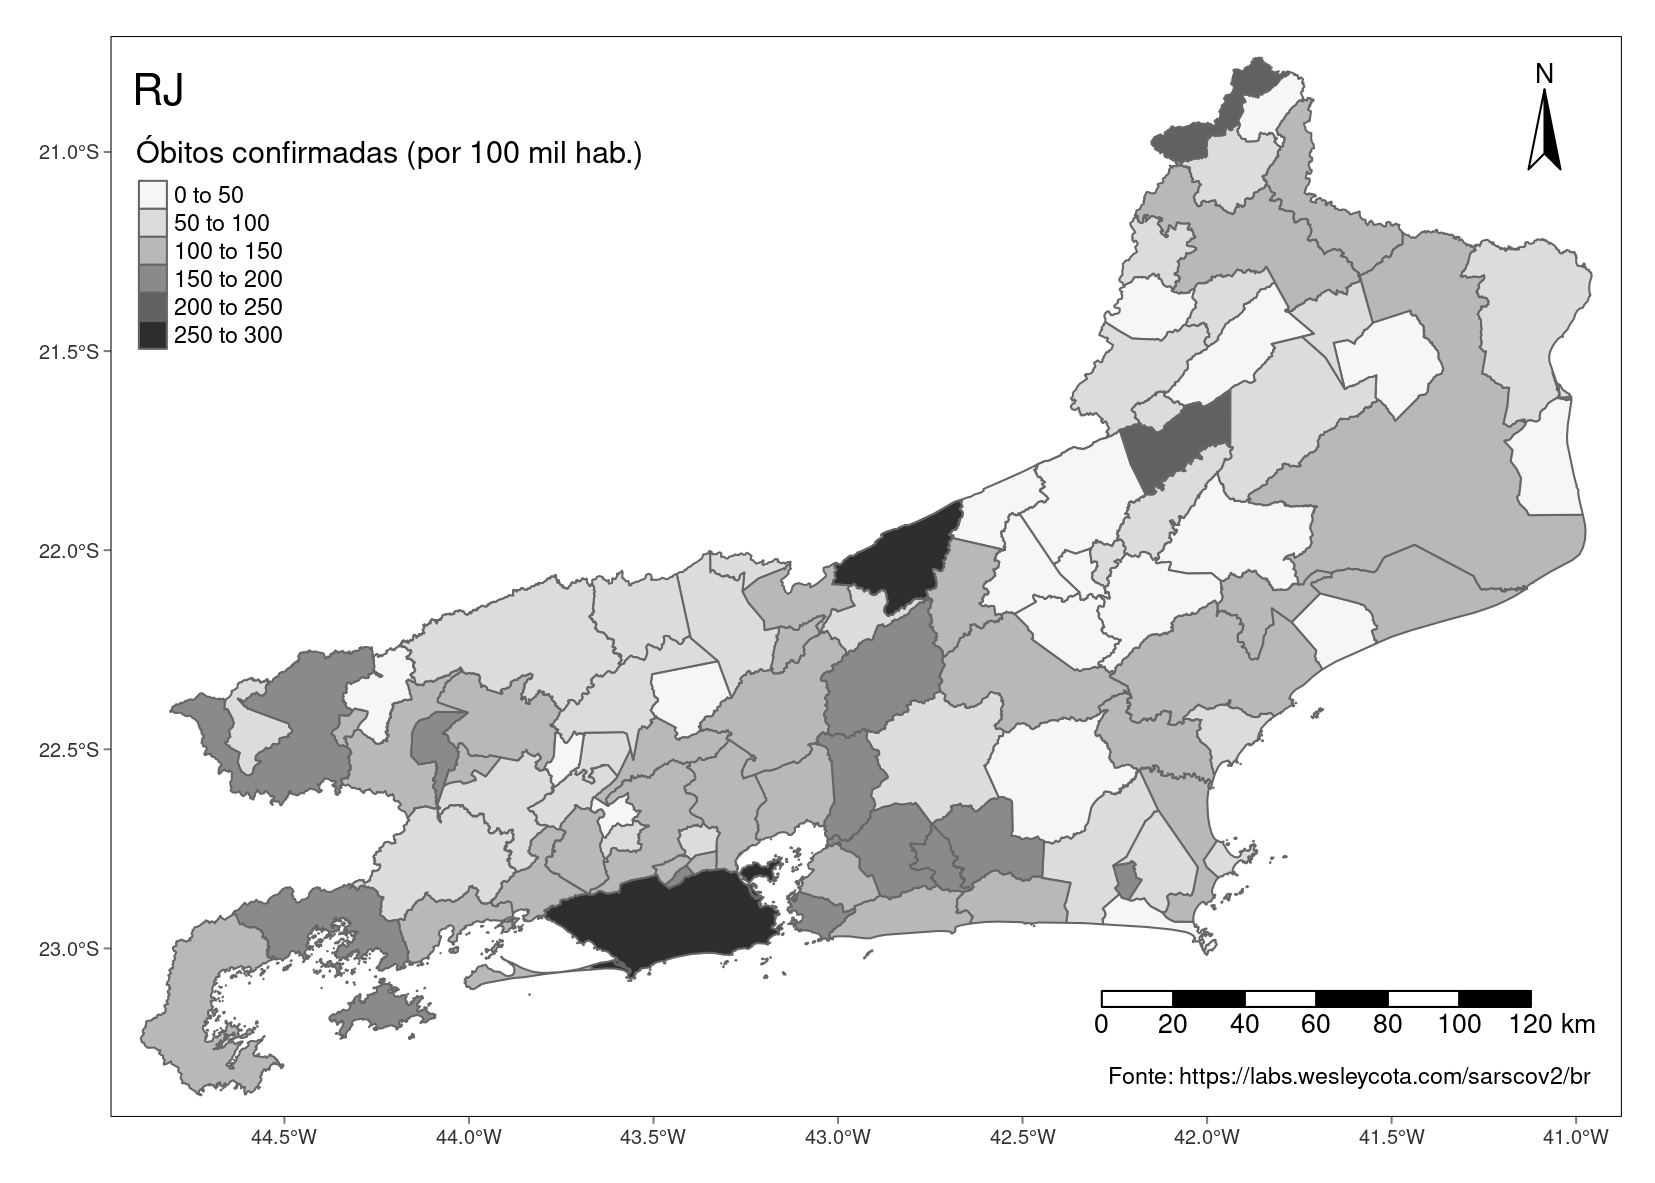 RJ
N
Óbitos confirmadas (por 100 mil hab.)
0 to 50
50 to 100
100 to 150
150 to 200
200 to 250
250 to 300
21.0°S
21.5°S
22.0°S
22.5°S
23.0°S
0 20 40 60 80 100 120 km
Fonte: https://labs.wesleycota.com/sarscov2/br
44.5°W 44.0°W 43.5°W 43.0°W 42.5°W 42.0°W 41.5°W 41.0°W